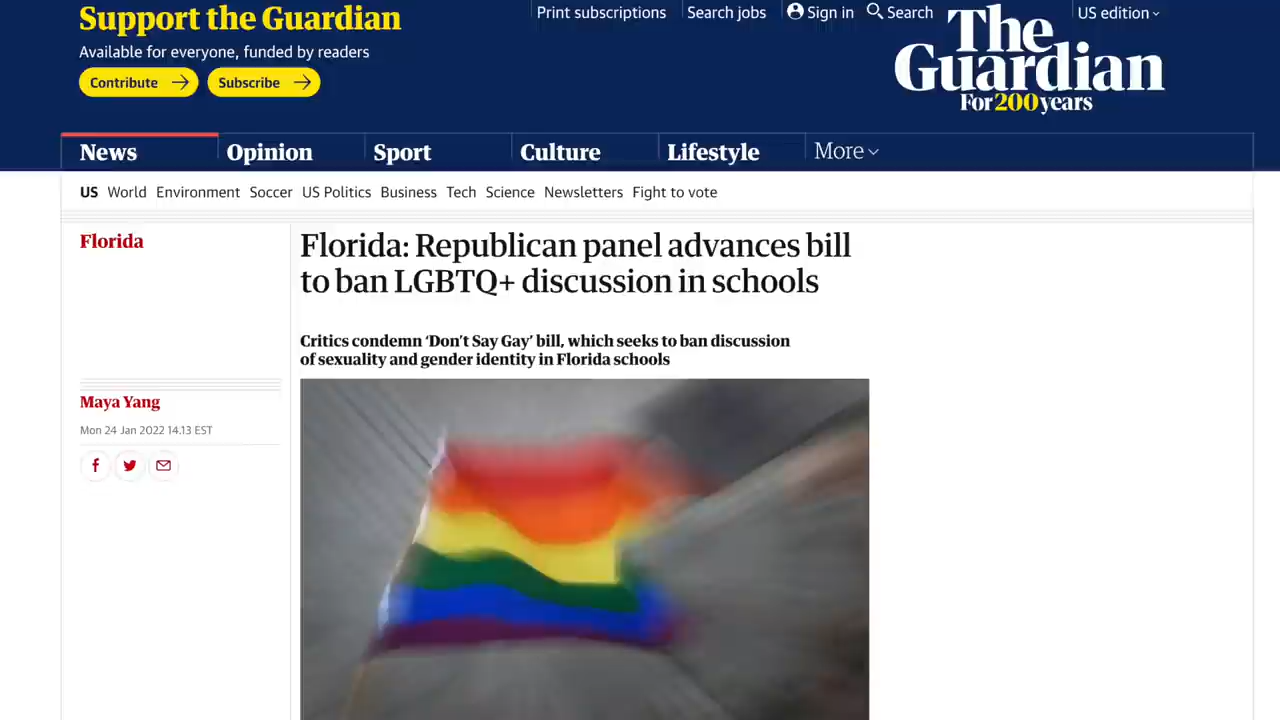 Support the Guardian
Available for everyone, funded by readers
Contribute
Subscribe
Print subscriptions
Search jobs
Sign in
Search
US edition
The
Guardian
For 200 years
News
Opinion
Sport
Culture
Lifestyle
More
US World Environment Soccer US Politics Business Tech Science Newsletters Fight to vote
Florida
Florida: Republican panel advances bill
to ban LGBTQ+ discussion in schools
Critics condemn ‘Don’t Say Gay’ bill, which seeks to ban discussion
of sexuality and gender identity in Florida schools
Maya Yang
Mon 24 Jan 2022 14.13 EST